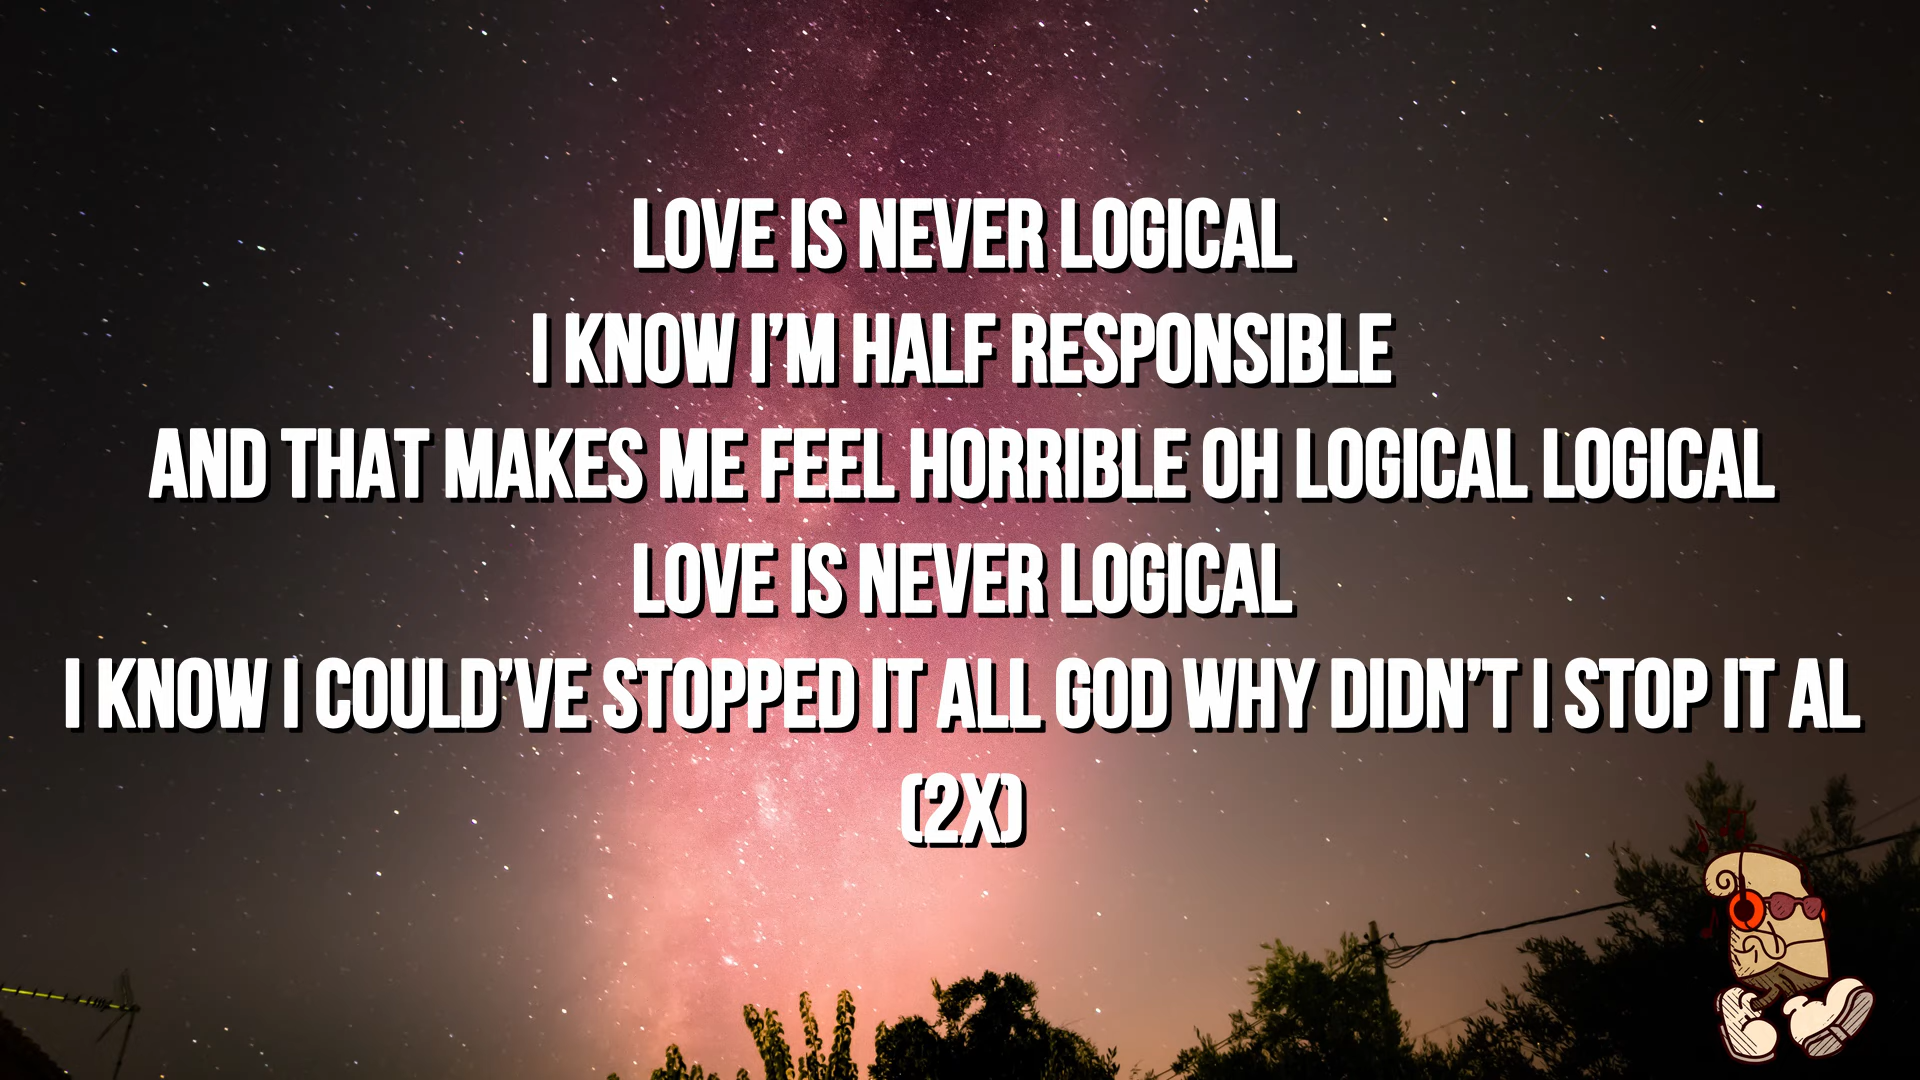 LOVE IS NEVER LOGICAL
I KNOW I'M HALF RESPONSIBLE
AND THAT MAKES ME FEEL HORRIBLE OH LOGICAL LOGICAL
LOVE IS NEVER LOGICAL
I KNOW I COULD'VE STOPPED IT ALL GOD WHY DIDN'T I STOP IT AL
(2X)